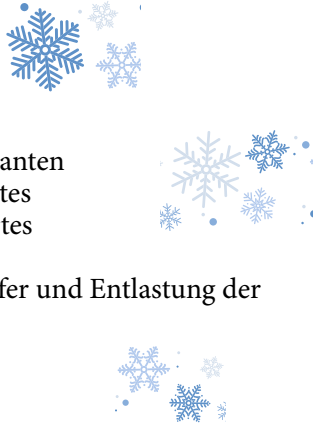 anten
tes
tes
fer und Entlastung der